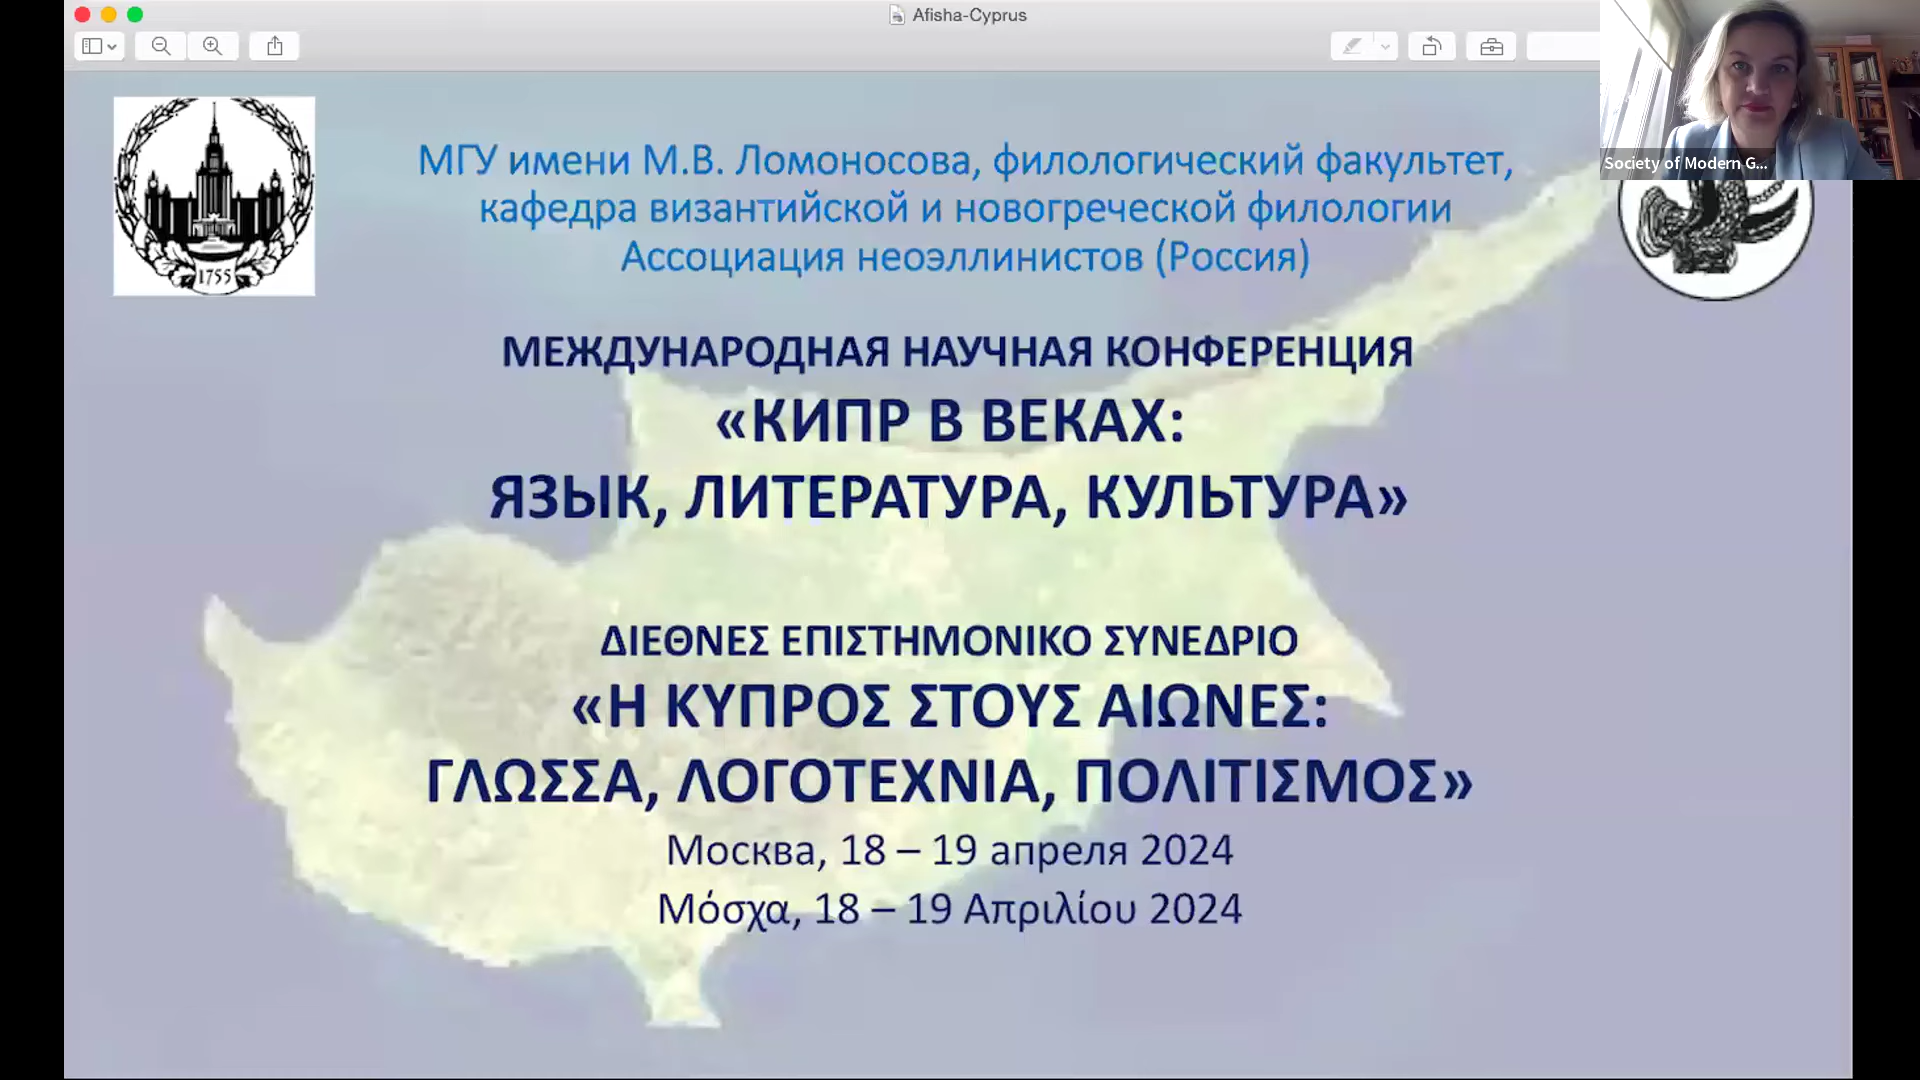 Afisha-Cyprus
Society of Modern G...
1755
МГУ имени М.В. Ломоносова, филологический факультет,
кафедра византийской и новогреческой филологии
Ассоциация неоэллинистов (Россия)
МЕЖДУНАРОДНАЯ НАУЧНАЯ КОНФЕРЕНЦИЯ
«КИПР В ВЕКАХ:
ЯЗЫК, ЛИТЕРАТУРА, КУЛЬТУРА»
ΔΙΕΘΝΕΣ ΕΠΙΣΤΗΜΟΝΙΚΟ ΣΥΝΕΔΡΙΟ
«Η ΚΥΠΡΟΣ ΣΤΟΥΣ ΑΙΩΝΕΣ:
ΓΛΩΣΣΑ, ΛΟΓΟΤΕΧΝΙΑ, ΠΟΛΙΤΙΣΜΟΣ»
Москва, 18 – 19 апреля 2024
Μόσχα, 18 – 19 Απριλίου 2024